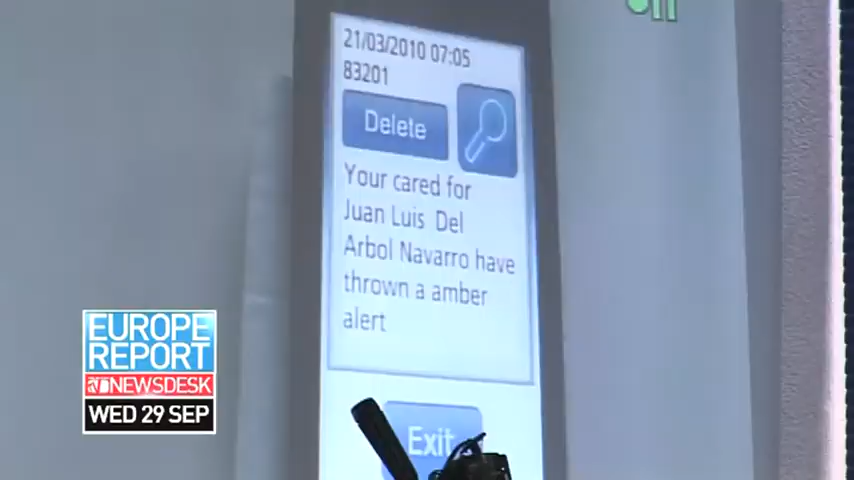 21/03/2010 07:05
83201
Delete
Your cared for
Juan Luis Del
Arbol Navarro have
thrown a amber
alert
Exit
EUROPE
REPORT
NEWSDESK
WED 29 SEP